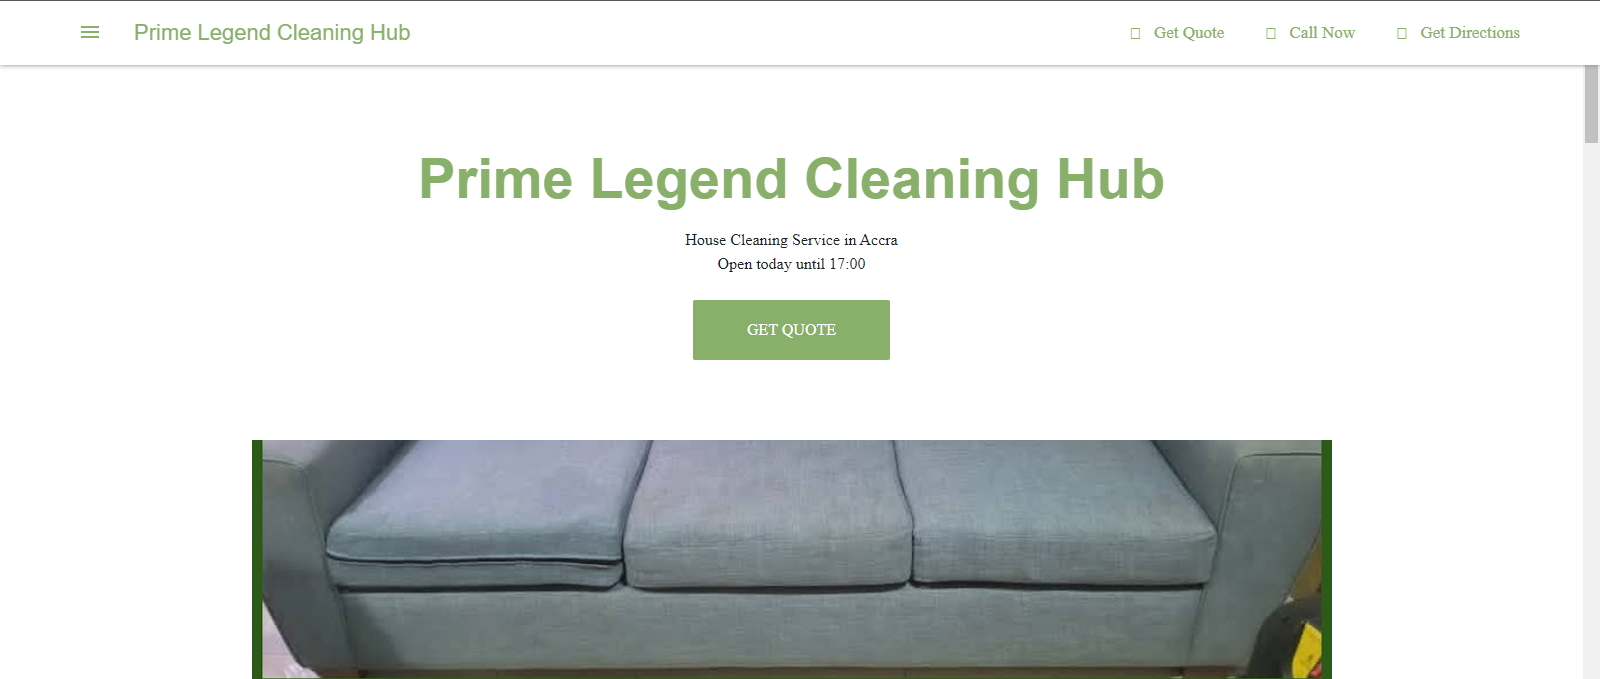 Prime Legend Cleaning Hub
Get Quote
Call Now
Get Directions
Prime Legend Cleaning Hub
House Cleaning Service in Accra
Open today until 17:00
GET QUOTE